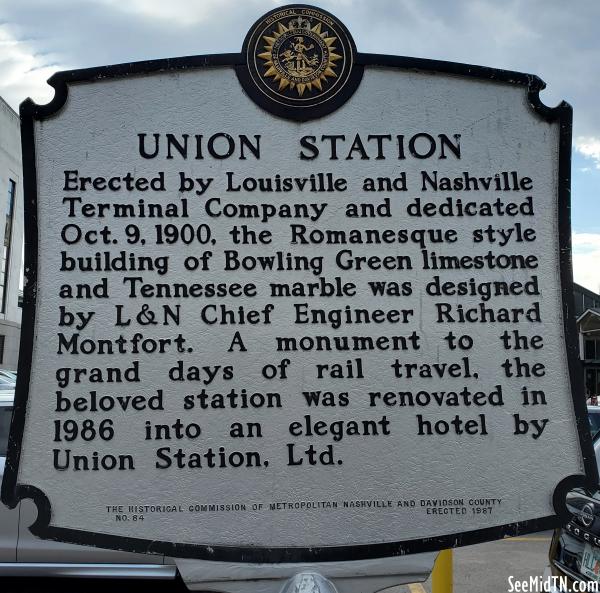 HISTORICAL COMMISSION
UNION STATION
Erected by Louisville and Nashville
Terminal Company and dedicated
Oct. 9, 1900, the Romanesque style
building of Bowling Green limestone
and Tennessee marble was designed
by L&N Chief Engineer Richard
Montfort. A monument to the
grand days of rail travel, the
beloved station was renovated in
1986 into an elegant hotel by
Union Station, Ltd.
THE HISTORICAL COMMISSION OF METROPOLITAN NASHVILLE AND DAVIDSON COUNTY
NO. 84 ERECTED 1987
SeeMidTN.com